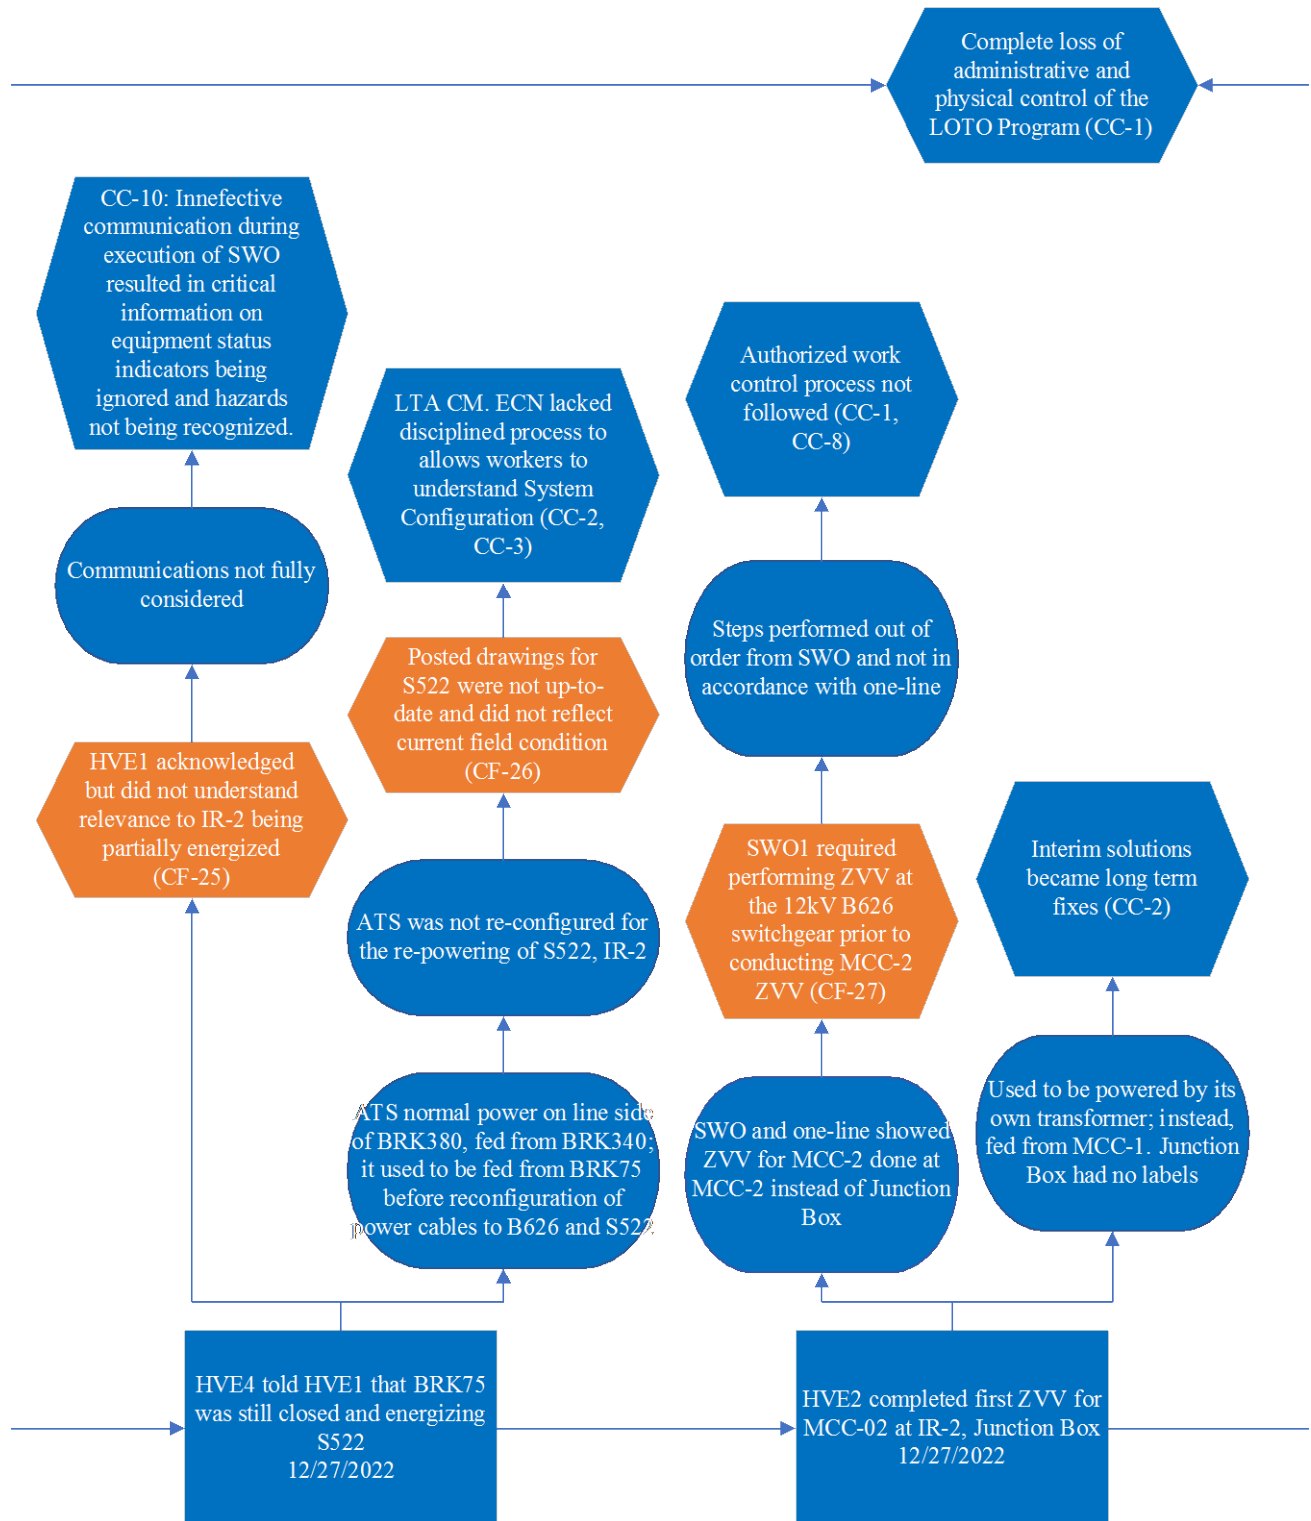 Complete loss of
administrative and
physical control of the
LOTO Program (CC-1)
CC-10: Innefective
communication during
execution of SWO
resulted in critical
information on
equipment status
indicators being
ignored and hazards
not being recognized.
Communications not fully
considered
HVE1 acknowledged
but did not understand
relevance to IR-2 being
partially energized
(CF-25)
LTA CM. ECN lacked
disciplined process to
allows workers to
understand System
Configuration (CC-2,
CC-3)
Posted drawings for
S522 were not up-to-
date and did not reflect
current field condition
(CF-26)
ATS was not re-configured for
the re-powering of S522, IR-2
ATS normal power on line side
of BRK380, fed from BRK340;
it used to be fed from BRK75
before reconfiguration of
power cables to B626 and S522
Authorized work
control process not
followed (CC-1,
CC-8)
Steps performed out of
order from SWO and not in
accordance with one-line
SWO1 required
performing ZVV at
the 12kV B626
switchgear prior to
conducting MCC-2
ZVV (CF-27)
SWO and one-line showed
ZVV for MCC-2 done at
MCC-2 instead of Junction
Box
Interim solutions
became long term
fixes (CC-2)
Used to be powered by its
own transformer; instead,
fed from MCC-1. Junction
Box had no labels
HVE4 told HVE1 that BRK75
was still closed and energizing
S522
12/27/2022
HVE2 completed first ZVV for
MCC-02 at IR-2, Junction Box
12/27/2022